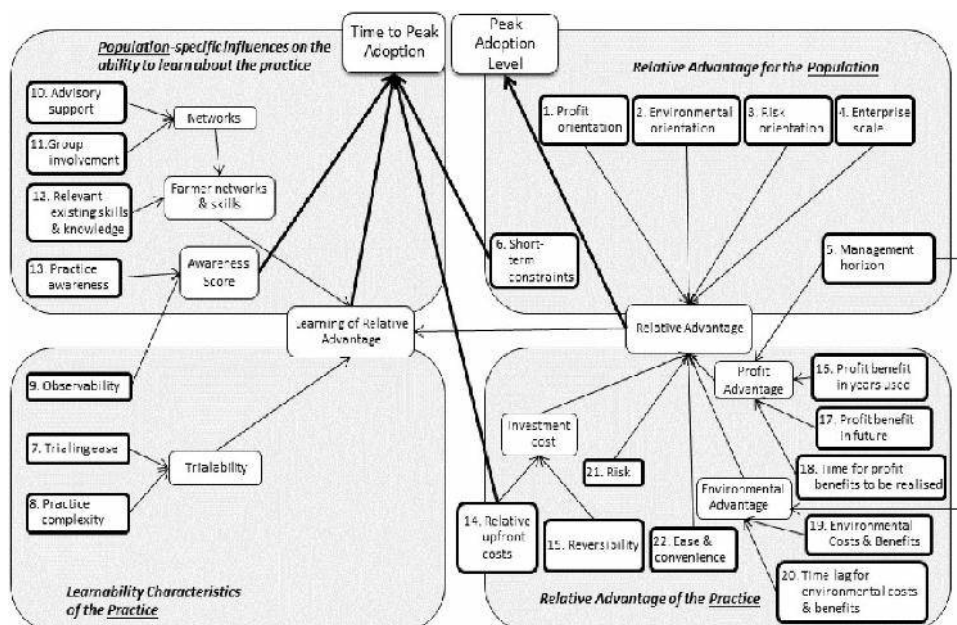 Time to Peak
Adoption
Peak
Adoption
Level
Population-specific influences on the
ability to learn about the practice
Relative Advantage for the Population
10. Advisory
support
Networks
11.Group
involvement
12. Relevant
existing skills
& knowledge
Farmer networks
& skills
13. Practice
awareness
Awareness
Score
1. Profit
orientation
2. Environmental
orientation
3. Risk
orientation
4. Enterprise
scale
6. Short-
term
constraints
5. Management
horizon
Learning of Relative
Advantage
Relative Advantage
9. Observability
7. Trialing ease
Trialability
8. Practice
complexity
Learnability Characteristics
of the Practice
Profit
Advantage
16. Profit benefit
in years used
17. Profit benefit
in future
18. Time for profit
benefits to be realised
Investment
cost
21. Risk
Environmental
Advantage
14. Relative
upfront
costs
15. Reversibility
22. Ease &
convenience
19. Environmental
Costs & Benefits
20. Time lag for
environmental costs
& benefits
Relative Advantage of the Practice